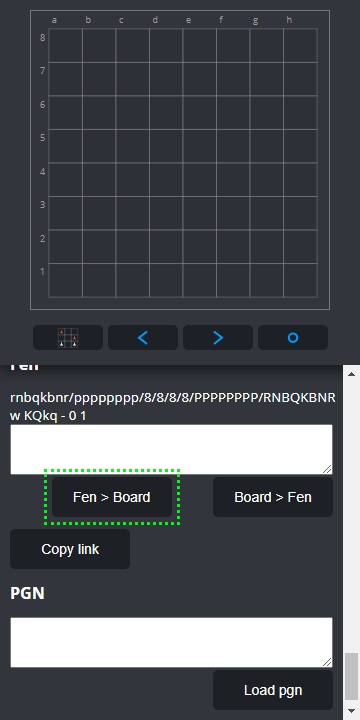 a b c d e f g h
8
7
6
5
4
3
2
1
Fen
rnbqkbnr/pppppppp/8/8/8/8/PPPPPPPP/RNBQKBNR
w KQkq - 0 1
Fen > Board Board > Fen
Copy link
PGN
Load pgn